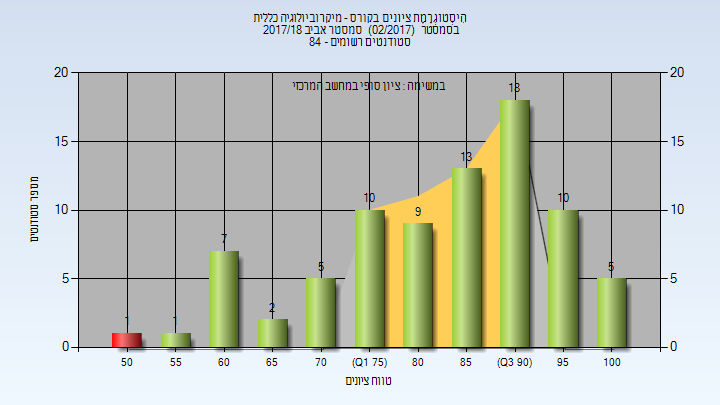 היסטוגרמת ציונים בקורס - מיקרוביולוגיה כללית
בסמסטר (02/2017) סמסטר אביב 2017/18
סטודנטים רשומים - 84
במשימה : ציון סופי במחשב המרכזי
20 20
15 15
10 10
5 5
0 0
מספר סטודנטים
1 1 7 2 5 10 9 13 18 10 5
50 55 60 65 70 (Q1 75) 80 85 (Q3 90) 95 100
טווח ציונים